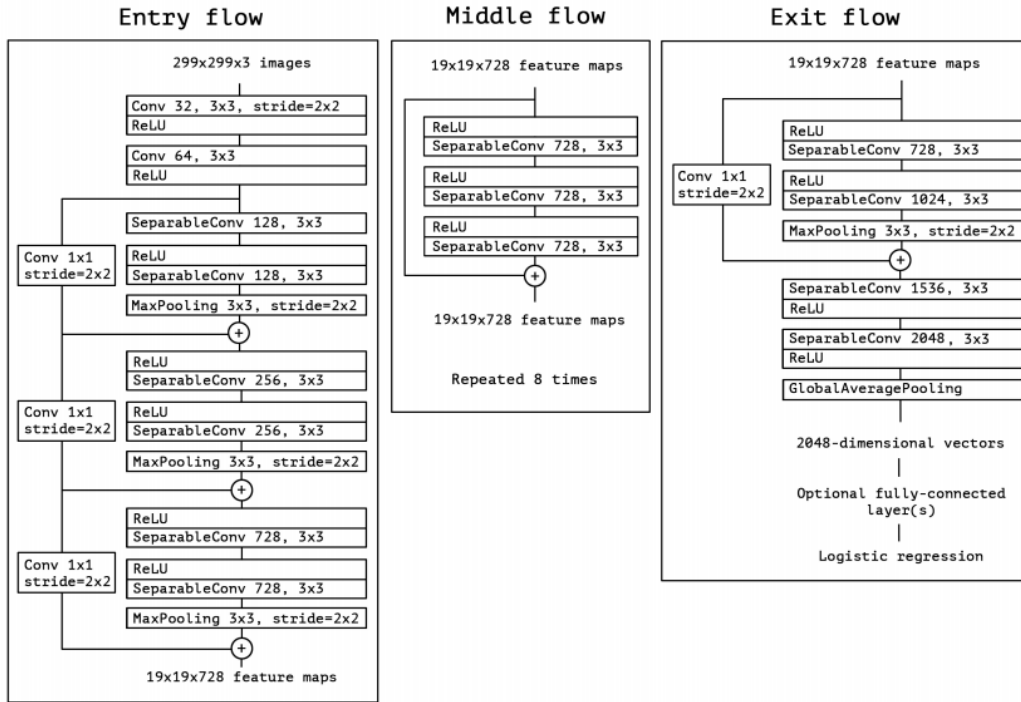 Entry flow
299x299x3 images
Conv 32, 3x3, stride=2x2
ReLU
Conv 64, 3x3
ReLU
SeparableConv 128, 3x3
Conv 1x1
stride=2x2
ReLU
SeparableConv 128, 3x3
MaxPooling 3x3, stride=2x2
+
ReLU
SeparableConv 256, 3x3
Conv 1x1
stride=2x2
ReLU
SeparableConv 256, 3x3
MaxPooling 3x3, stride=2x2
+
ReLU
SeparableConv 728, 3x3
Conv 1x1
stride=2x2
ReLU
SeparableConv 728, 3x3
MaxPooling 3x3, stride=2x2
+
19x19x728 feature maps
Middle flow
19x19x728 feature maps
ReLU
SeparableConv 728, 3x3
ReLU
SeparableConv 728, 3x3
ReLU
SeparableConv 728, 3x3
+
19x19x728 feature maps
Repeated 8 times
Exit flow
19x19x728 feature maps
ReLU
SeparableConv 728, 3x3
Conv 1x1
stride=2x2
ReLU
SeparableConv 1024, 3x3
MaxPooling 3x3, stride=2x2
+
SeparableConv 1536, 3x3
ReLU
SeparableConv 2048, 3x3
ReLU
GlobalAveragePooling
2048-dimensional vectors
Optional fully-connected
layer(s)
Logistic regression